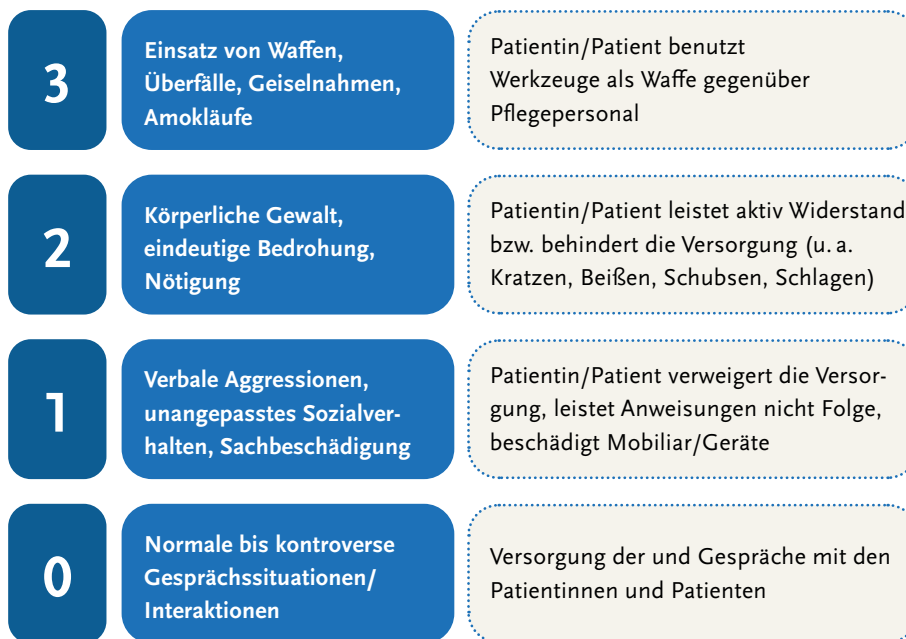 3
Einsatz von Waffen,
Überfälle, Geiselnahmen,
Amokläufe
Patientin/Patient benutzt
Werkzeuge als Waffe gegenüber
Pflegepersonal
2
Körperliche Gewalt,
eindeutige Bedrohung,
Nötigung
Patientin/Patient leistet aktiv Widerstand
bzw. behindert die Versorgung (u. a.
Kratzen, Beißen, Schubsen, Schlagen)
1
Verbale Aggressionen,
unangepasstes Sozialver-
halten, Sachbeschädigung
Patientin/Patient verweigert die Versor-
gung, leistet Anweisungen nicht Folge,
beschädigt Mobiliar/Geräte
0
Normale bis kontroverse
Gesprächssituationen/
Interaktionen
Versorgung der und Gespräche mit den
Patientinnen und Patienten